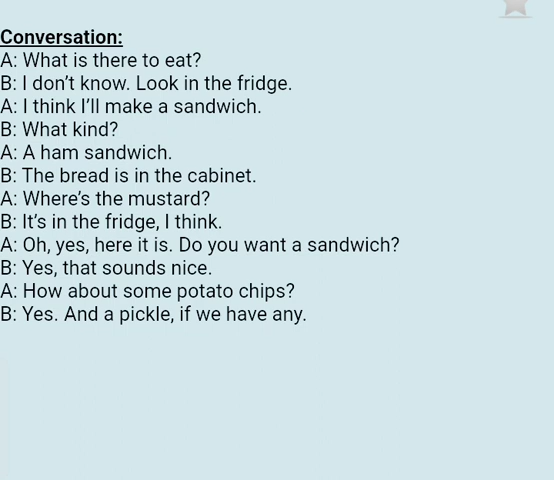 Conversation:
A: What is there to eat?
B: I don’t know. Look in the fridge.
A: I think I’ll make a sandwich.
B: What kind?
A: A ham sandwich.
B: The bread is in the cabinet.
A: Where’s the mustard?
B: It’s in the fridge, I think.
A: Oh, yes, here it is. Do you want a sandwich?
B: Yes, that sounds nice.
A: How about some potato chips?
B: Yes. And a pickle, if we have any.